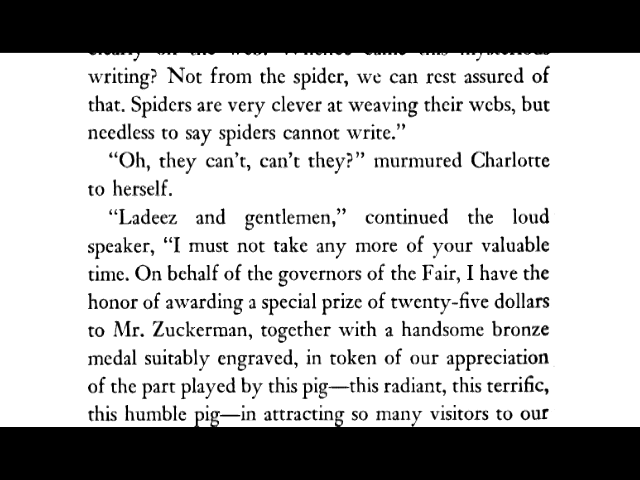 writing? Not from the spider, we can rest assured of
that. Spiders are very clever at weaving their webs, but
needless to say spiders cannot write.”
“Oh, they can't, can't they?” murmured Charlotte
to herself.
“Ladeez and gentlemen,” continued the loud
speaker, “I must not take any more of your valuable
time. On behalf of the governors of the Fair, I have the
honor of awarding a special prize of twenty-five dollars
to Mr. Zuckerman, together with a handsome bronze
medal suitably engraved, in token of our appreciation
of the part played by this pig—this radiant, this terrific,
this humble pig—in attracting so many visitors to our